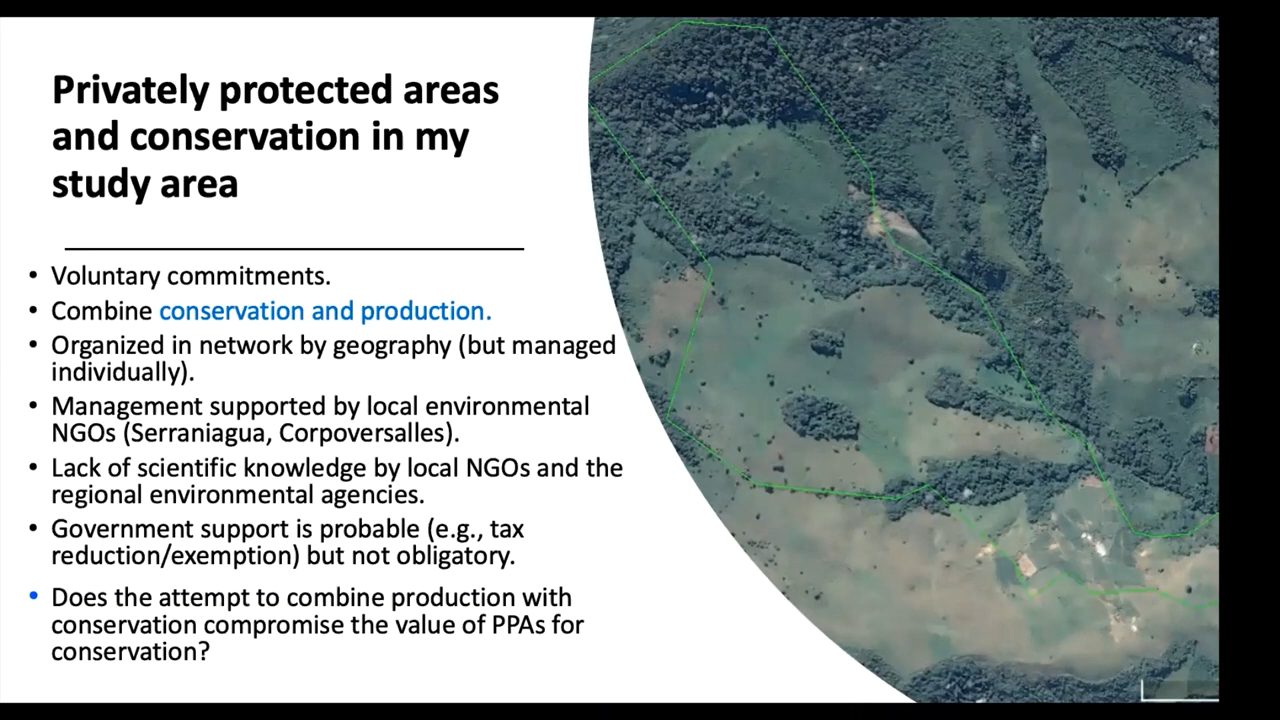 Privately protected areas
and conservation in my
study area
• Voluntary commitments.
• Combine conservation and production.
• Organized in network by geography (but managed
individually).
• Management supported by local environmental
NGOs (Serraniagua, Corpoversalles).
• Lack of scientific knowledge by local NGOs and the
regional environmental agencies.
• Government support is probable (e.g., tax
reduction/exemption) but not obligatory.
• Does the attempt to combine production with
conservation compromise the value of PPAs for
conservation?